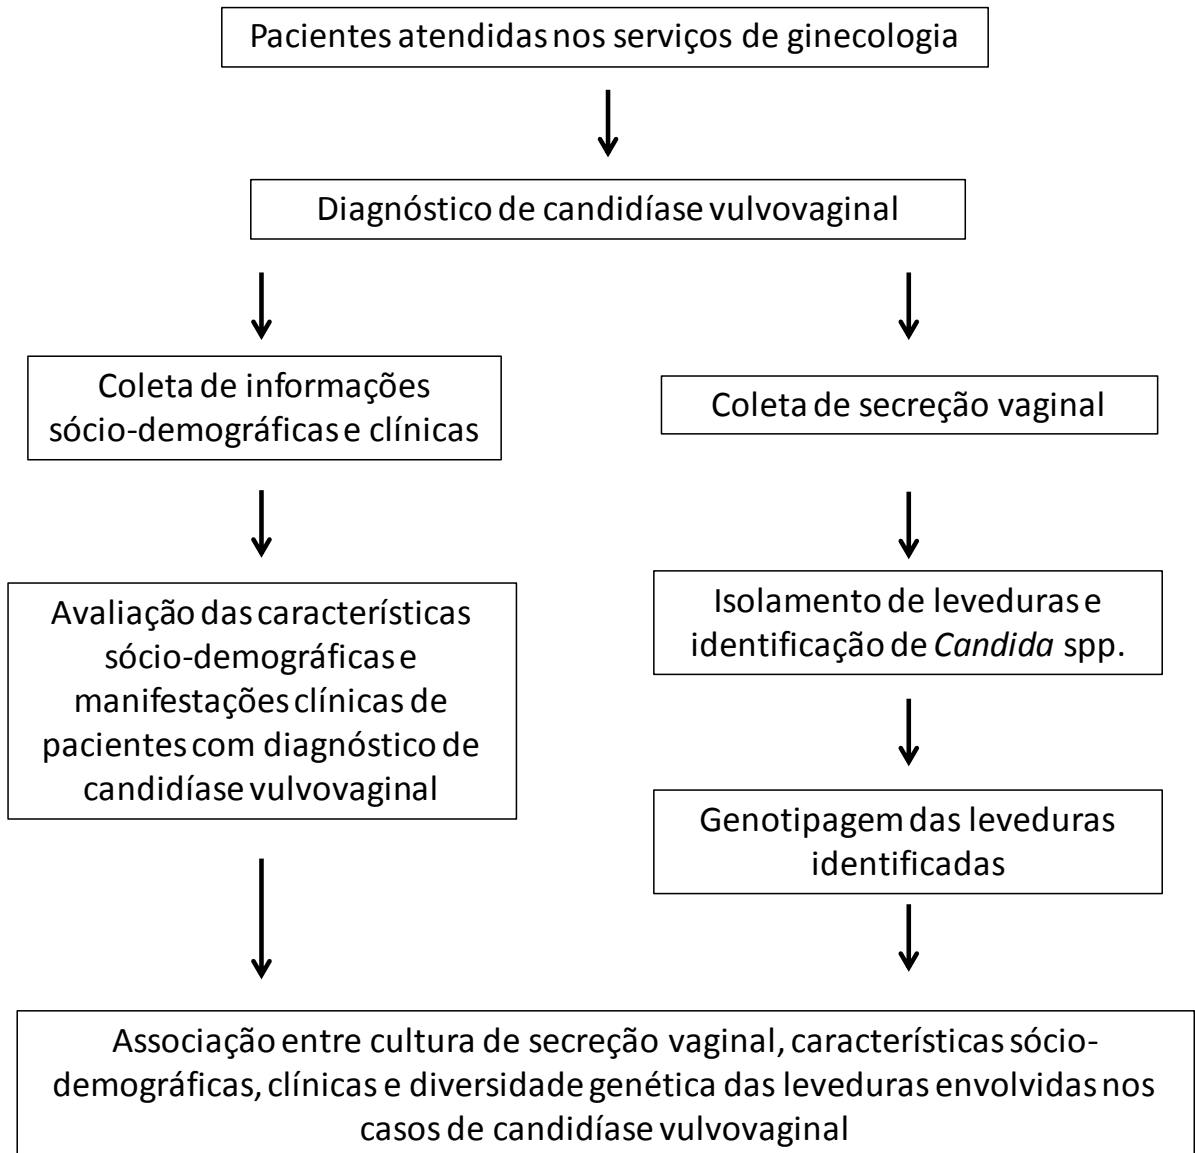 Pacientes atendidas nos serviços de ginecologia
Diagnóstico de candidíase vulvovaginal
Coleta de informações
sócio-demográficas e clínicas
Coleta de secreção vaginal
Avaliação das características
sócio-demográficas e
manifestações clínicas de
pacientes com diagnóstico de
candidíase vulvovaginal
Isolamento de leveduras e
identificação de Candida spp.
Genotipagem das leveduras
identificadas
Associação entre cultura de secreção vaginal, características sócio-
demográficas, clínicas e diversidade genética das leveduras envolvidas nos
casos de candidíase vulvovaginal